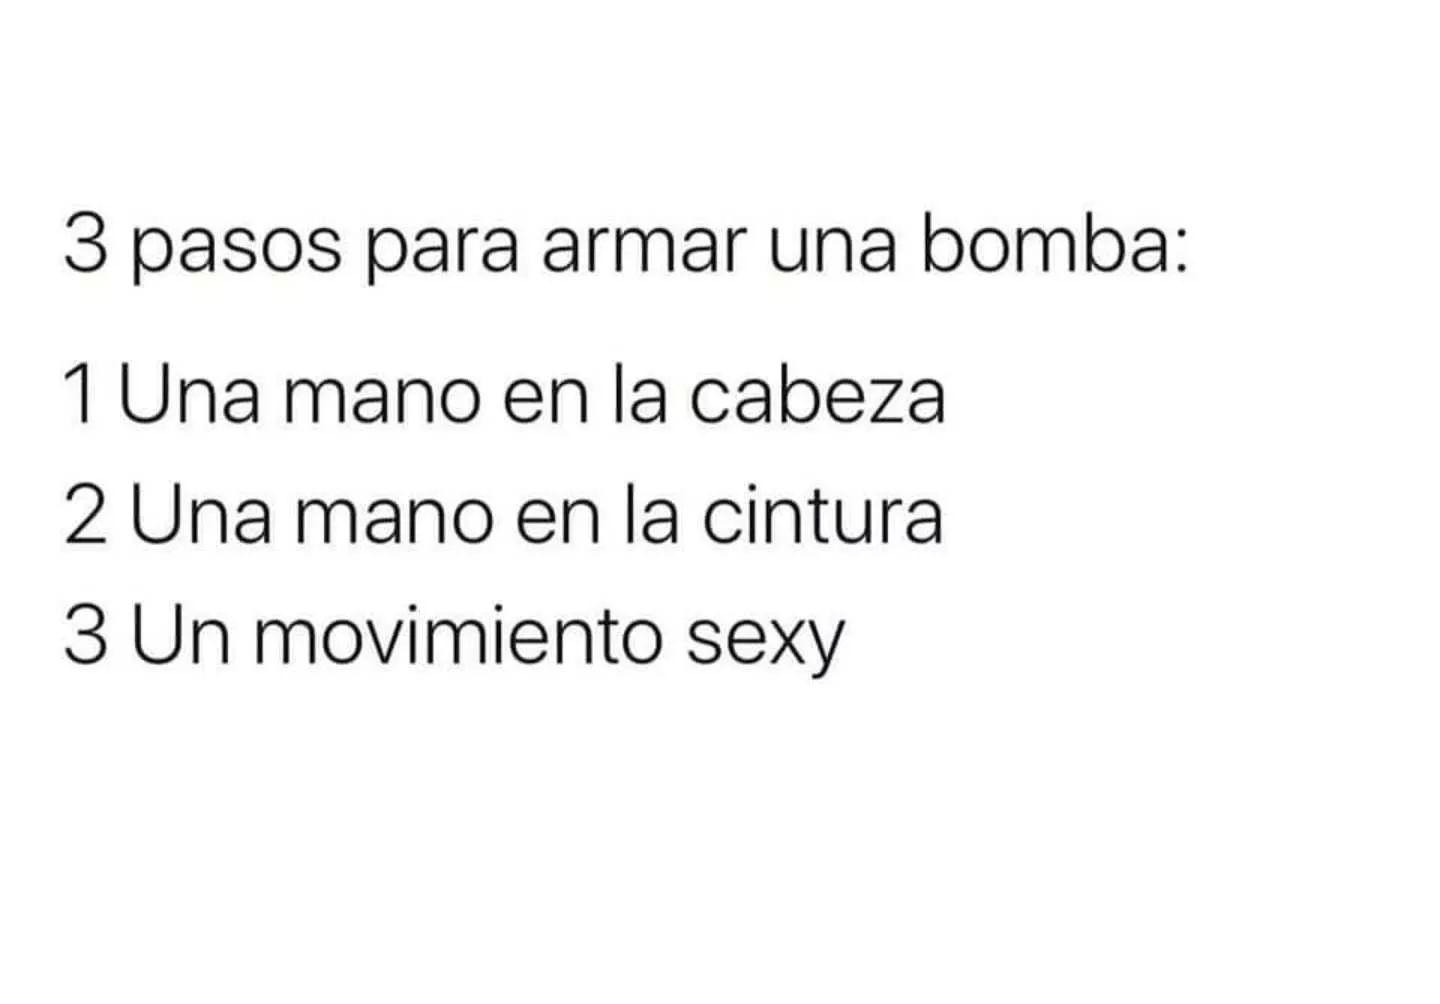 3 pasos para armar una bomba:
1 Una mano en la cabeza
2 Una mano en la cintura
3 Un movimiento sexy